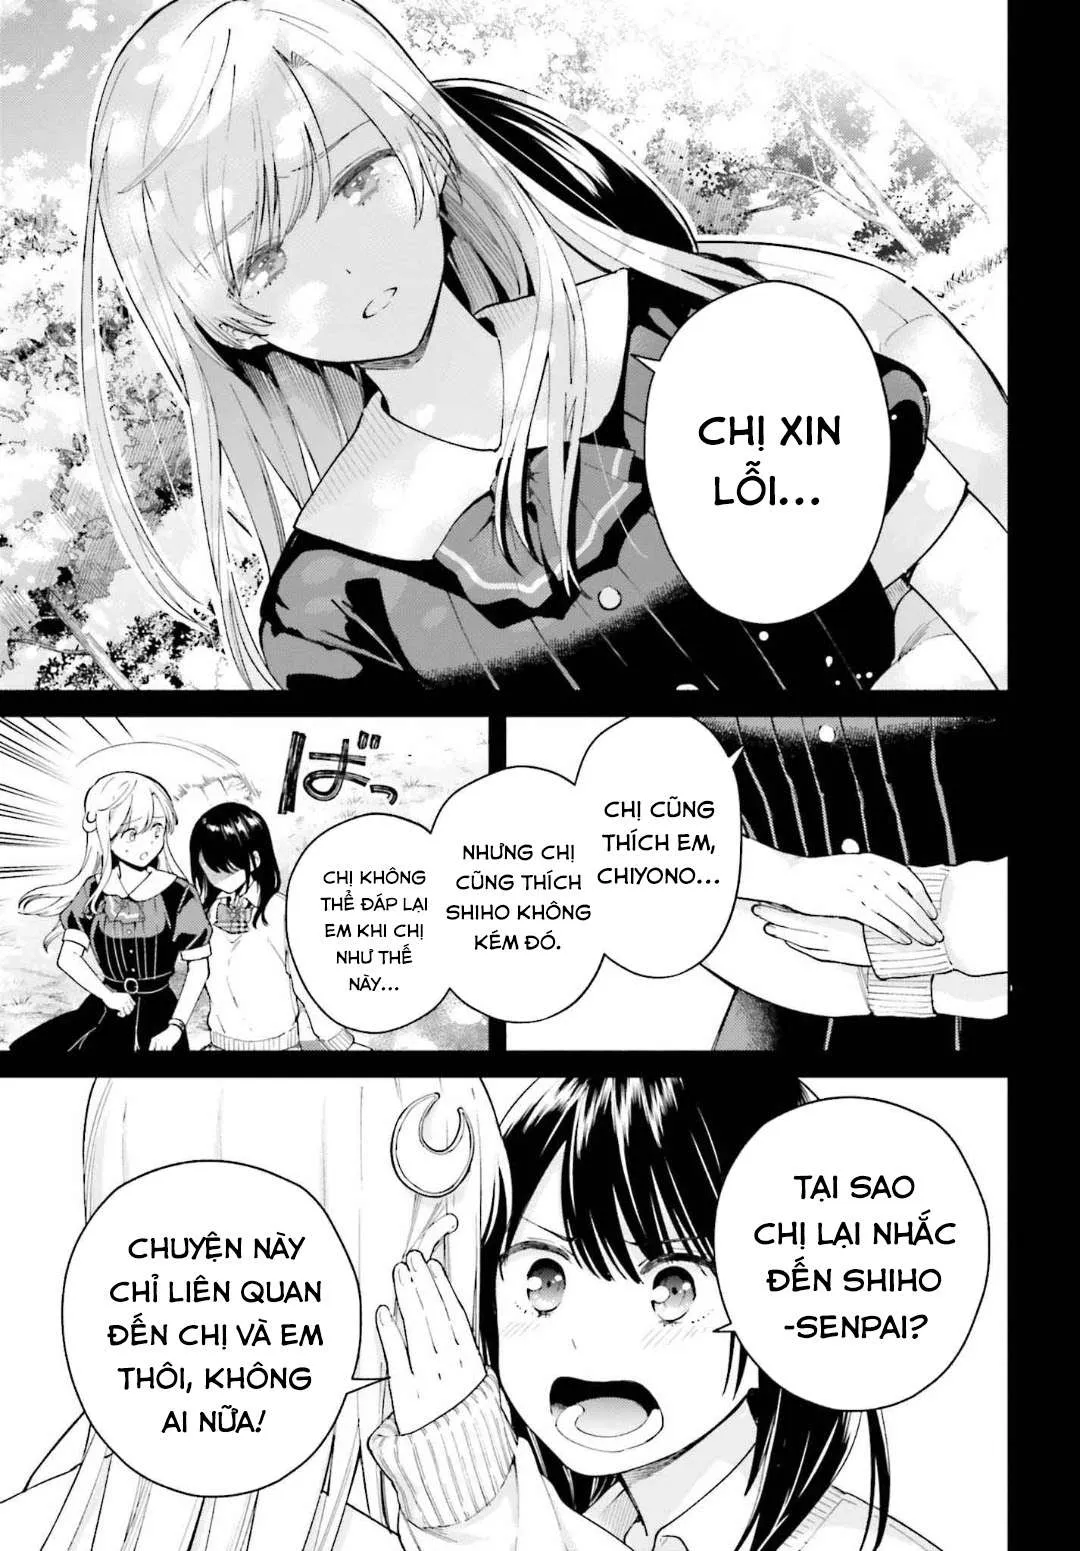 CHỊ XIN
LỖI...
CHỊ CŨNG
THÍCH EM,
CHIYONO...
NHƯNG CHỊ
CŨNG THÍCH
SHIHO KHÔNG
KÉM ĐÓ.
CHỊ KHÔNG
THỂ ĐÁP LẠI
EM KHI CHỊ
NHƯ THẾ
NÀY...
ばっ
TẠI SAO
CHỊ LẠI NHẮC
ĐẾN SHIHO
-SENPAI?
CHUYỆN NÀY
CHỈ LIÊN QUAN
ĐẾN CHỊ VÀ EM
THÔI, KHÔNG
AI NỮA!